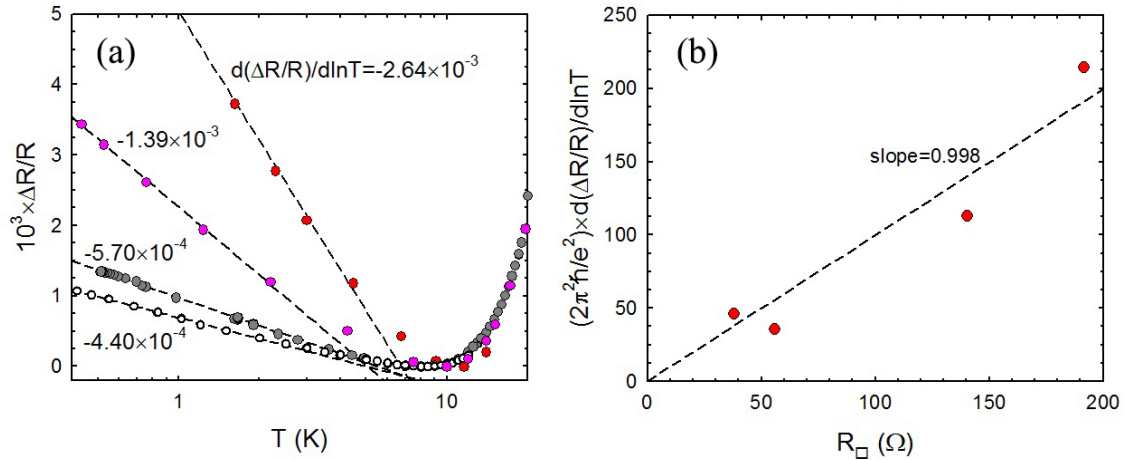 (a)
d(ΔR/R)/dlnT=-2.64×10⁻³
-1.39×10⁻³
-5.70×10⁻⁴
-4.40×10⁻⁴
10³×ΔR/R
5
4
3
2
1
0
1
10
T (K)
(b)
slope=0.998
(2π²ħ/e²)×d(ΔR/R)/dlnT
250
200
150
100
50
0
0
50
100
150
200
R□ (Ω)